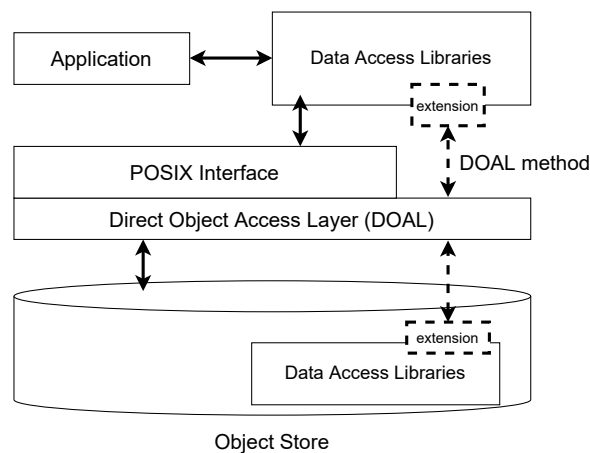 Application
Data Access Libraries
extension
DOAL method
POSIX Interface
Direct Object Access Layer (DOAL)
extension
Data Access Libraries
Object Store